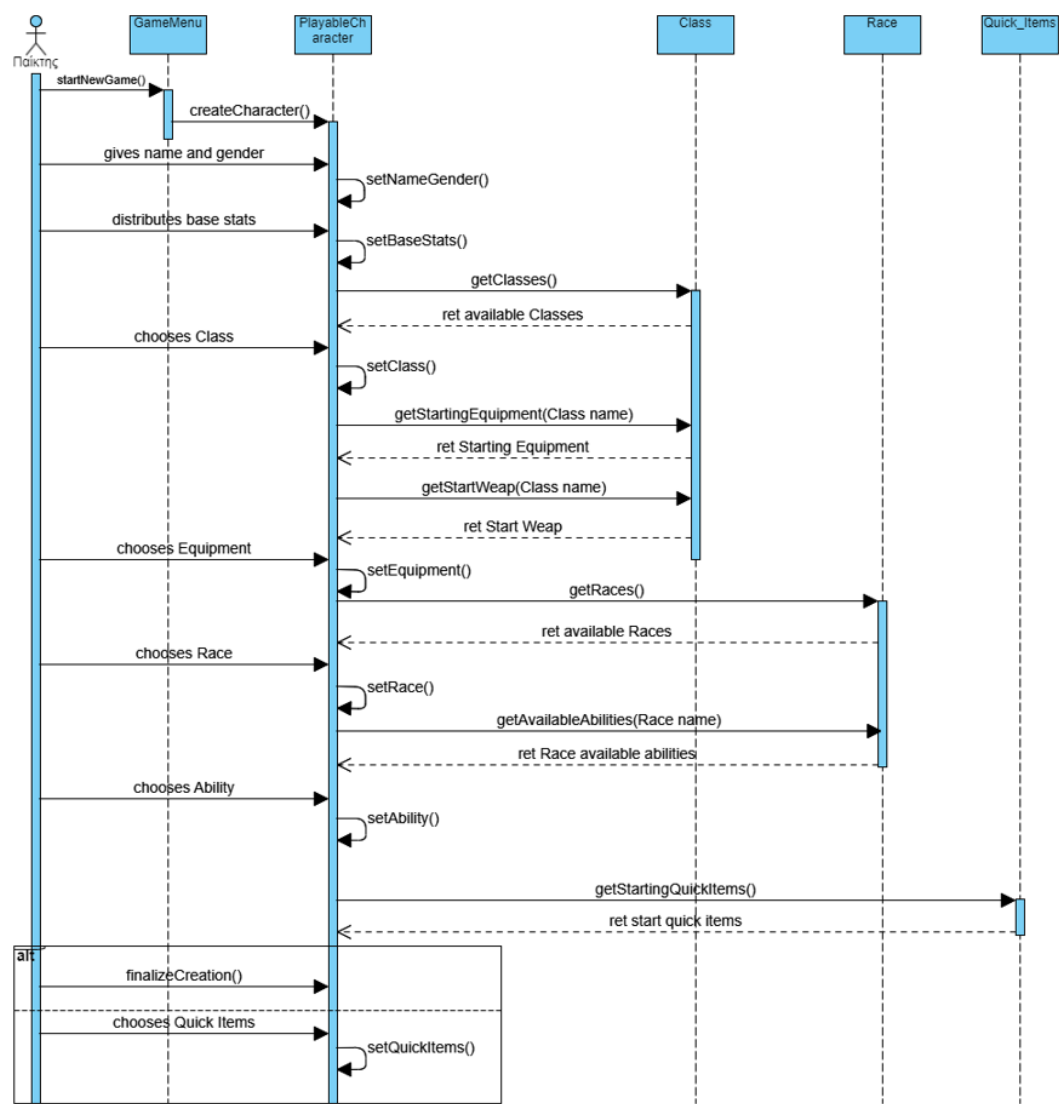 GameMenu
PlayableCh
aracter
Class
Race
Quick_Items
Παίκτης
startNewGame()
createCharacter()
gives name and gender
setNameGender()
distributes base stats
setBaseStats()
getClasses()
ret available Classes
chooses Class
setClass()
getStartingEquipment(Class name)
ret Starting Equipment
getStartWeap(Class name)
ret Start Weap
chooses Equipment
setEquipment()
getRaces()
ret available Races
chooses Race
setRace()
getAvailableAbilities(Race name)
ret Race available abilities
chooses Ability
setAbility()
getStartingQuickItems()
ret start quick items
alt
finalizeCreation()
chooses Quick Items
setQuickItems()